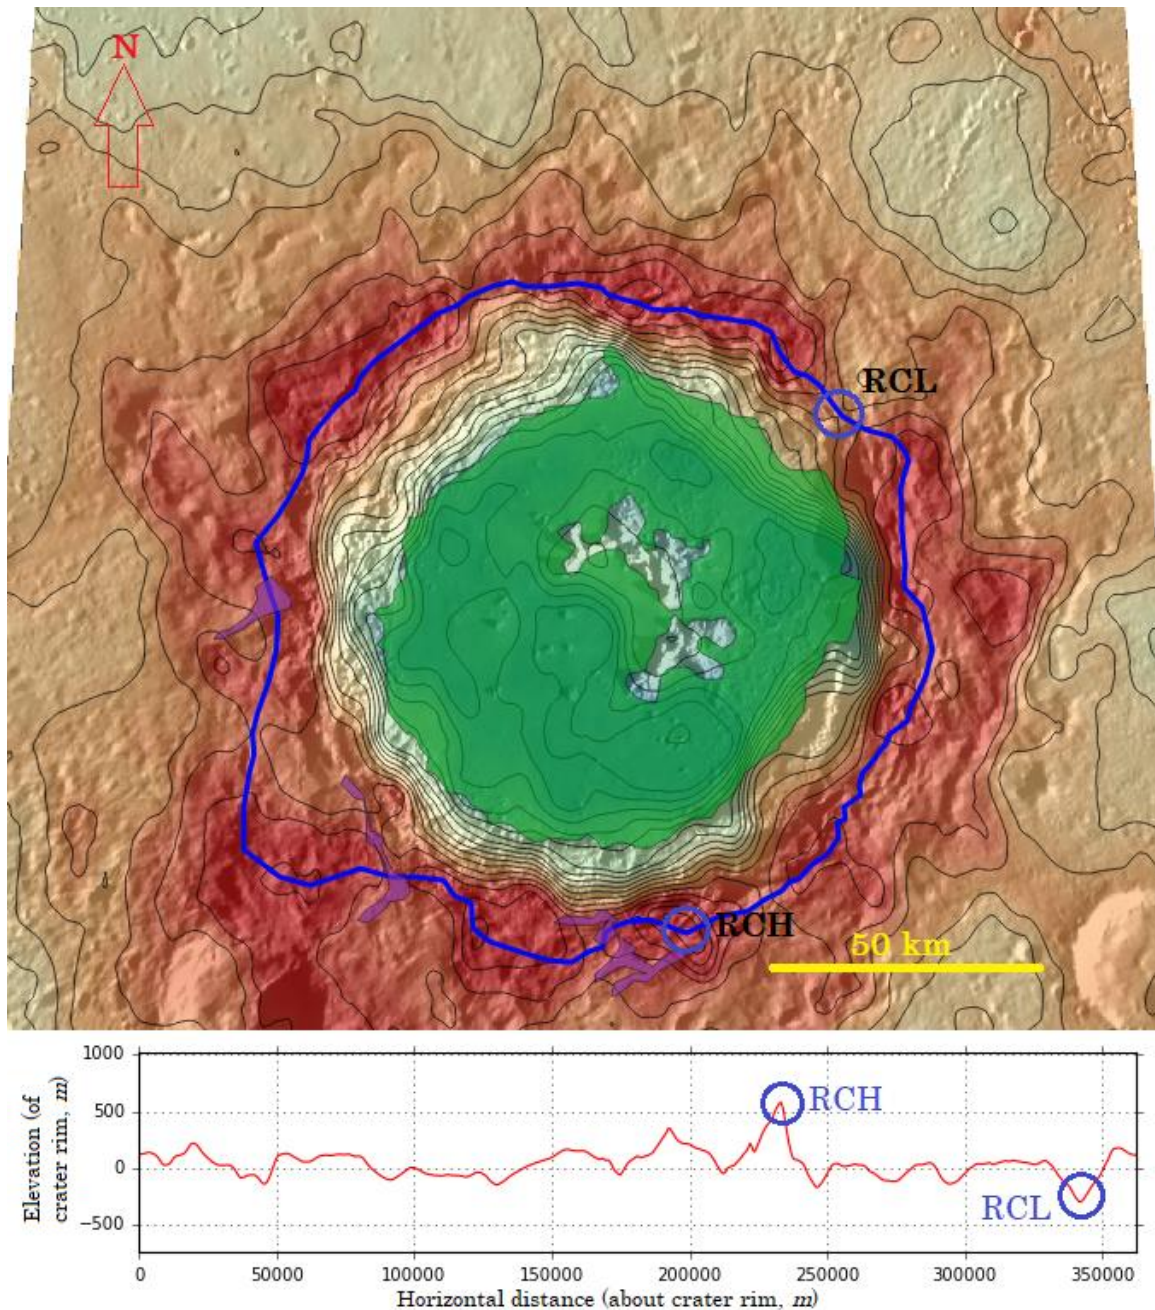 N
RCL
RCH
50 km
1000
500
0
−500
Elevation (of
crater rim, m)
RCH
RCL
0
50000
100000
150000
200000
250000
300000
350000
Horizontal distance (about crater rim, m)